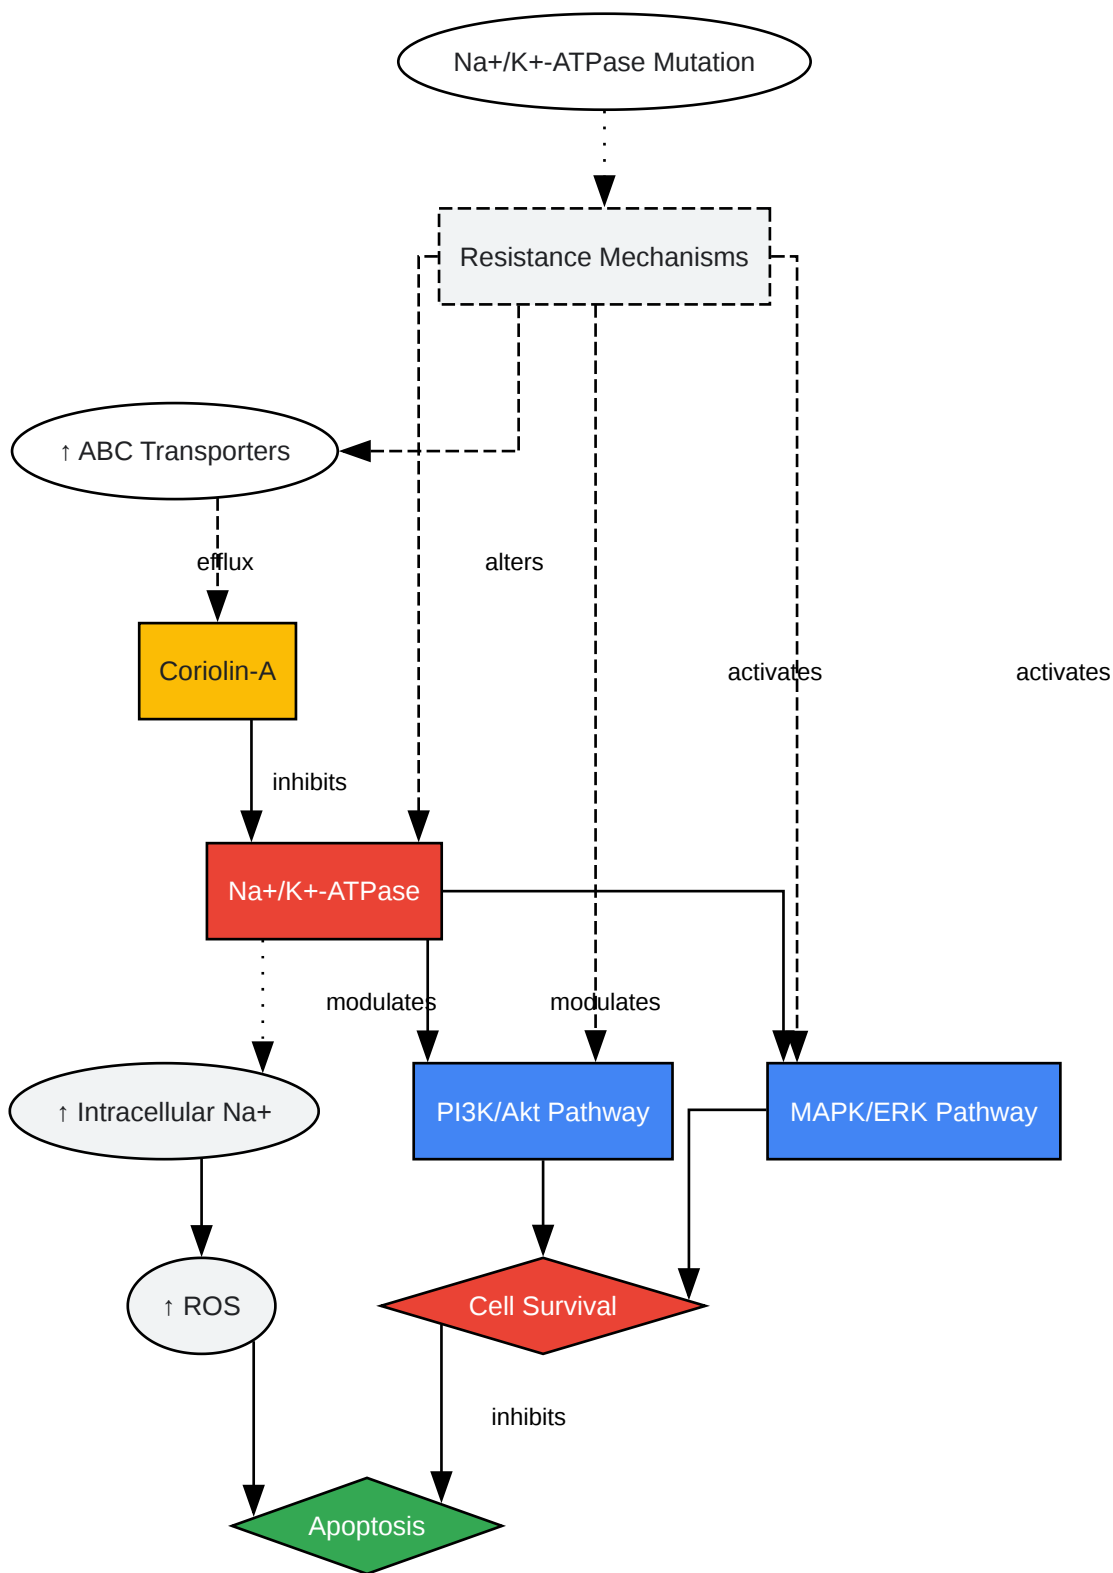 Na+/K+-ATPase Mutation
Resistance Mechanisms
↑ ABC Transporters
efflux
alters
Coriolin-A
activates
activates
inhibits
Na+/K+-ATPase
modulates
modulates
↑ Intracellular Na+
PI3K/Akt Pathway
MAPK/ERK Pathway
↑ ROS
Cell Survival
inhibits
Apoptosis